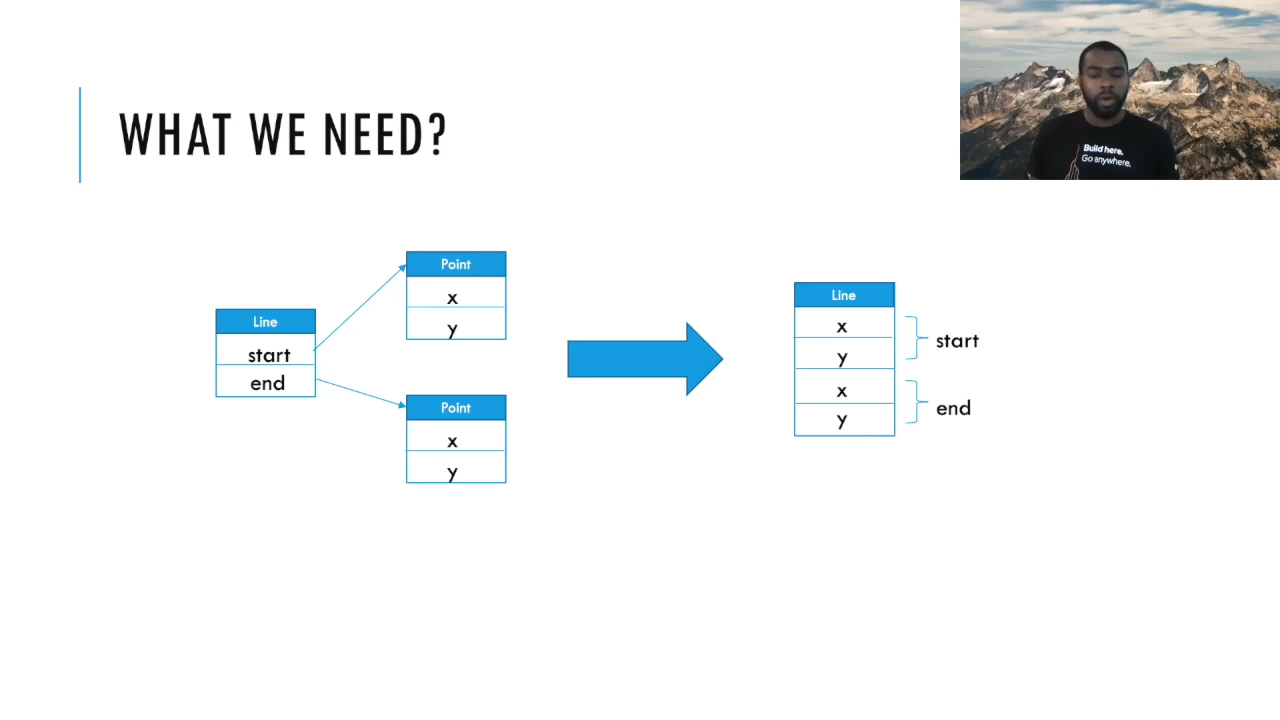 WHAT WE NEED?
Build here.
Go anywhere.
Line
start
end
Point
x
y
Point
x
y
Line
x
y
x
y
start
end